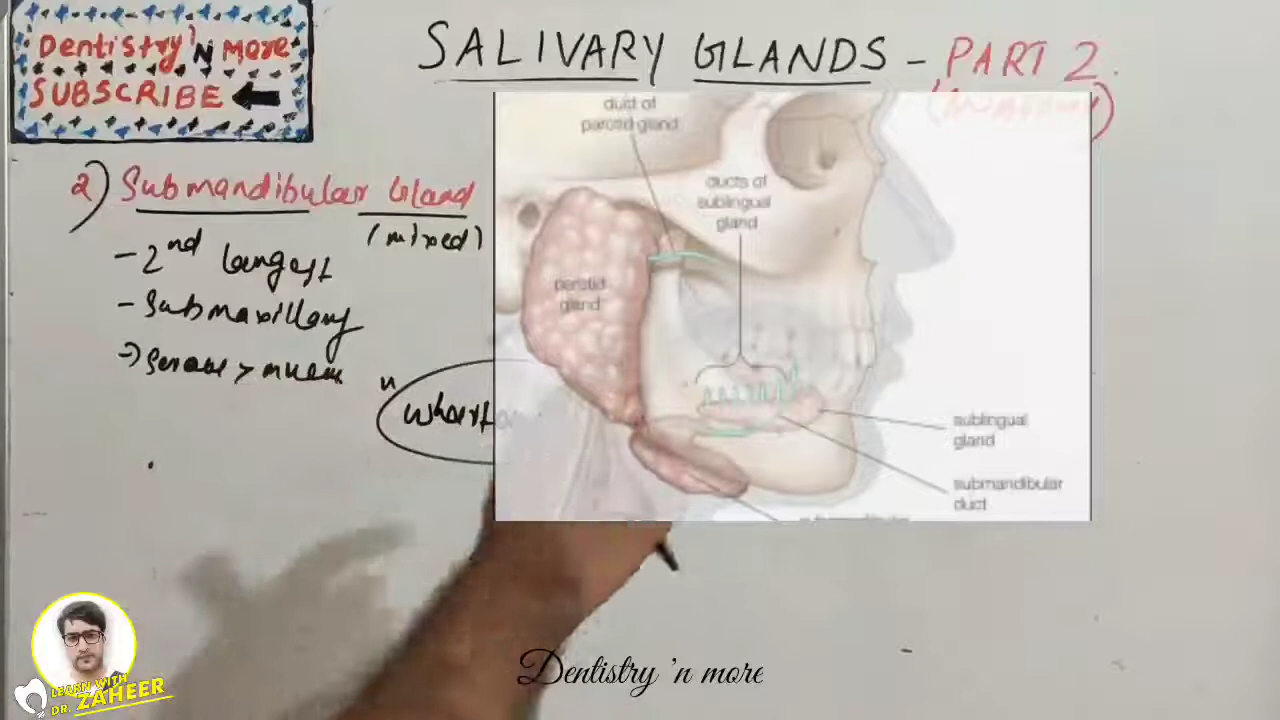 Dentistry 'N More
SUBSCRIBE
SALIVARY GLANDS - PART 2
2) Submandibular Gland
(mixed)
- 2nd largest
- Submaxillary
→ Serous > mucus
"Whart
duct of
parotid gland
ducts of
sublingual
gland
parotid
gland
sublingual
gland
submandibular
duct
Dentistry 'n more
LEARN WITH
DR. ZAHEER